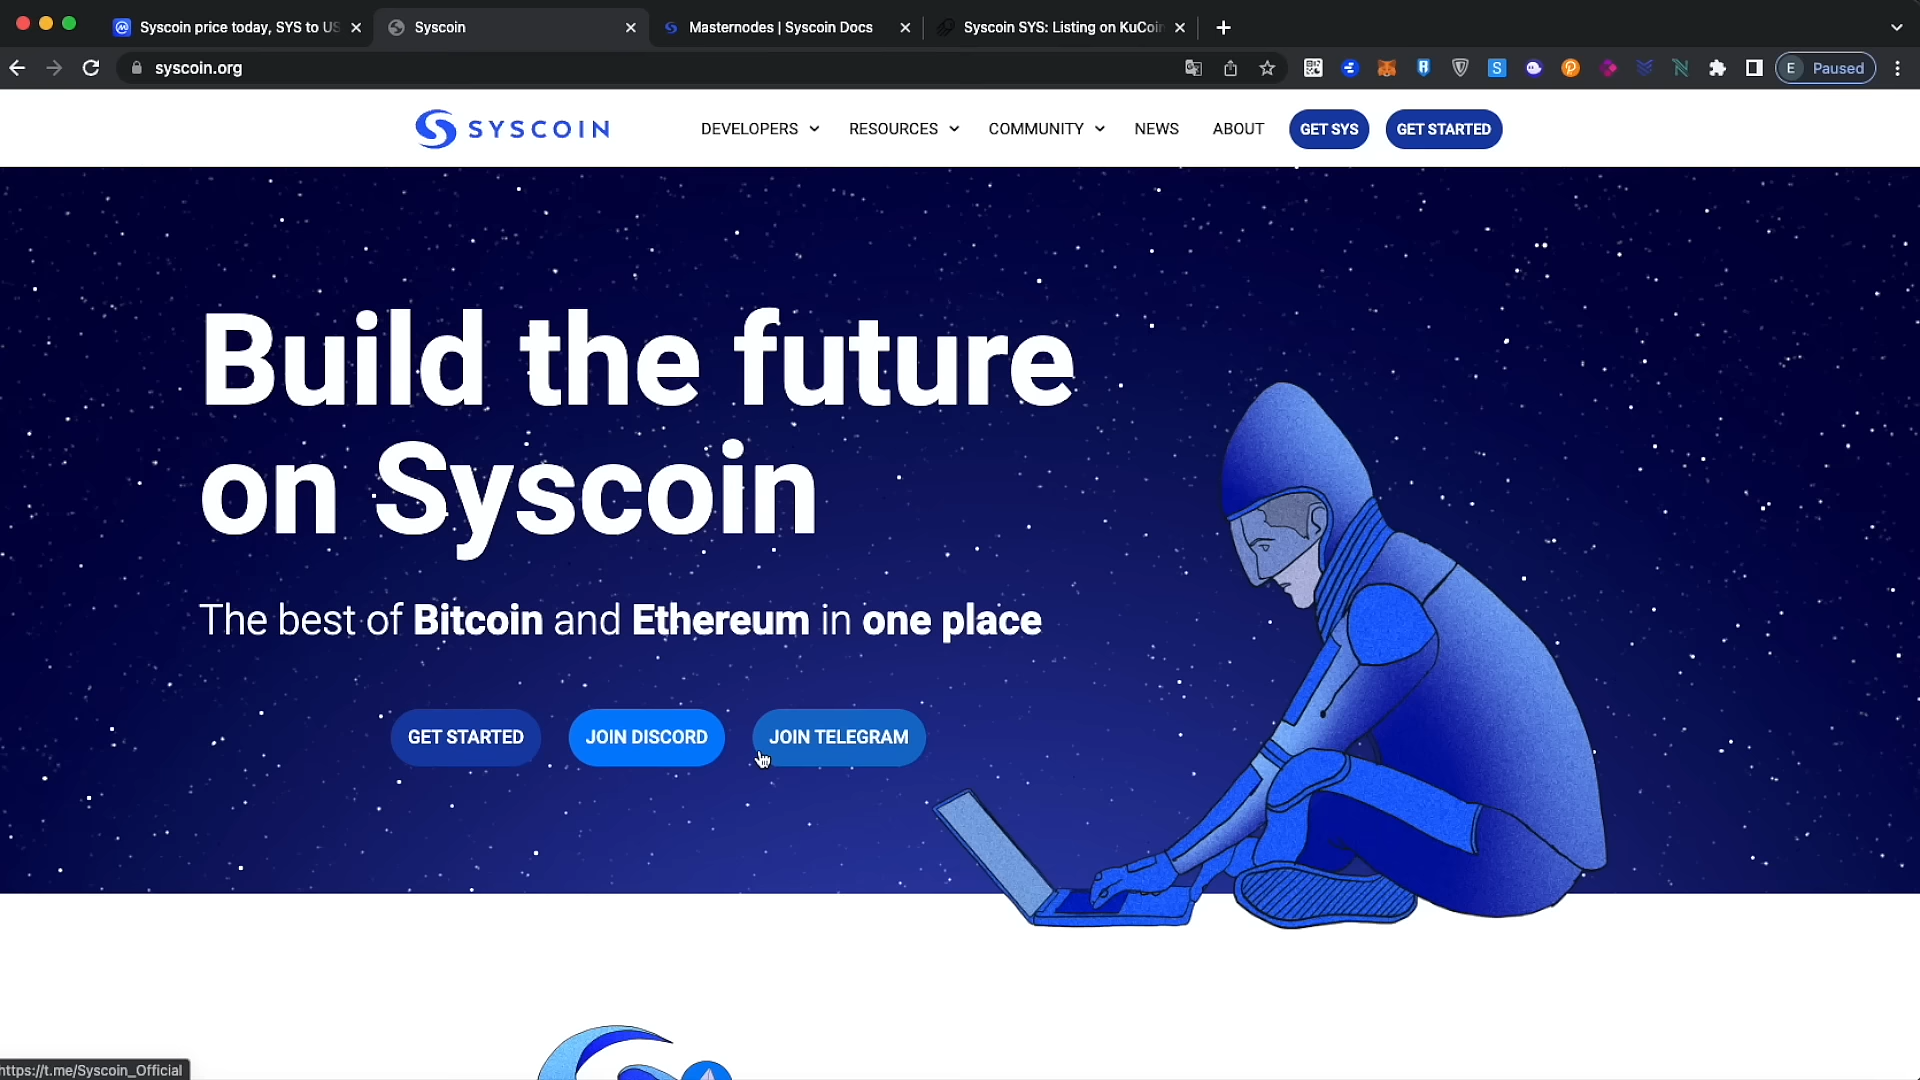 Syscoin price today, SYS to US
Syscoin
Masternodes | Syscoin Docs
Syscoin SYS: Listing on KuCoin
syscoin.org
E Paused
SYSCOIN
DEVELOPERS
RESOURCES
COMMUNITY
NEWS
ABOUT
GET SYS
GET STARTED
Build the future
on Syscoin
The best of Bitcoin and Ethereum in one place
GET STARTED
JOIN DISCORD
JOIN TELEGRAM
https://t.me/Syscoin_Official